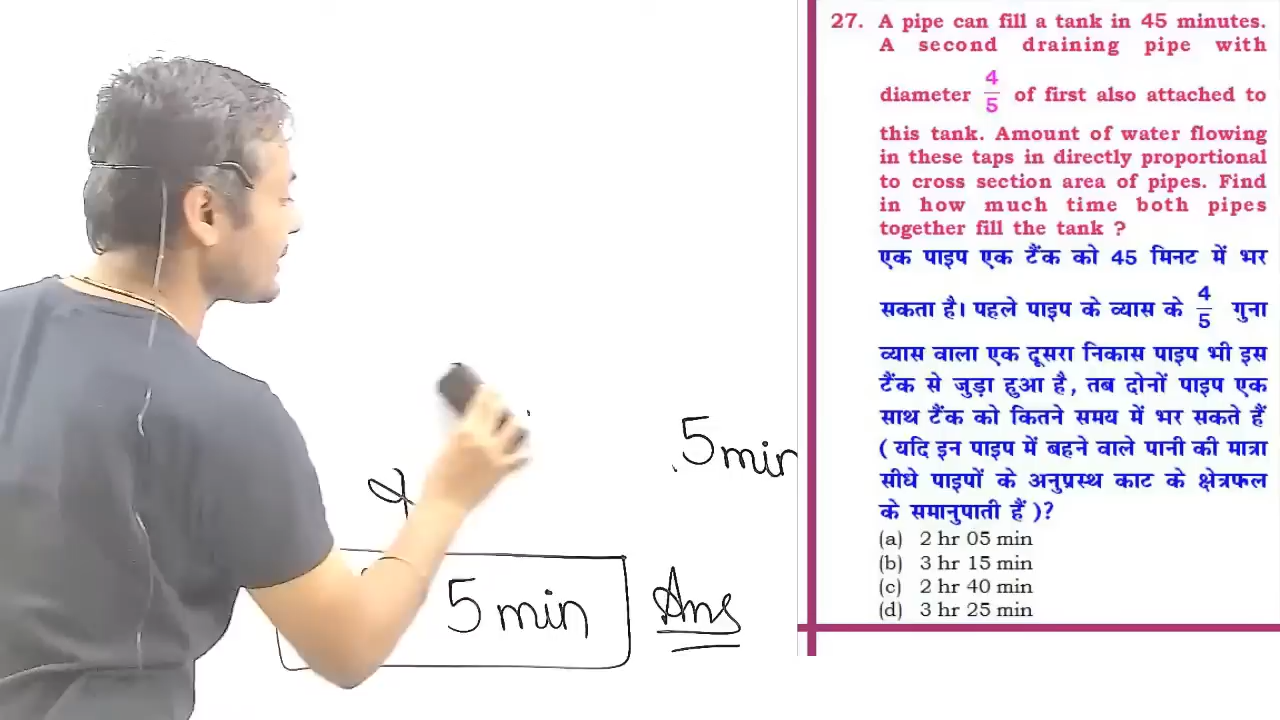 27. A pipe can fill a tank in 45 minutes.
A second draining pipe with
diameter 4/5 of first also attached to
this tank. Amount of water flowing
in these taps in directly proportional
to cross section area of pipes. Find
in how much time both pipes
together fill the tank ?
एक पाइप एक टैंक को 45 मिनट में भर
सकता है। पहले पाइप के व्यास के 4/5 गुना
व्यास वाला एक दूसरा निकास पाइप भी इस
टैंक से जुड़ा हुआ है, तब दोनों पाइप एक
साथ टैंक को कितने समय में भर सकते हैं
( यदि इन पाइप में बहने वाले पानी की मात्रा
सीधे पाइपों के अनुप्रस्थ काट के क्षेत्रफल
के समानुपाती हैं )?
(a) 2 hr 05 min
(b) 3 hr 15 min
(c) 2 hr 40 min
(d) 3 hr 25 min
5 min
5 min Ans